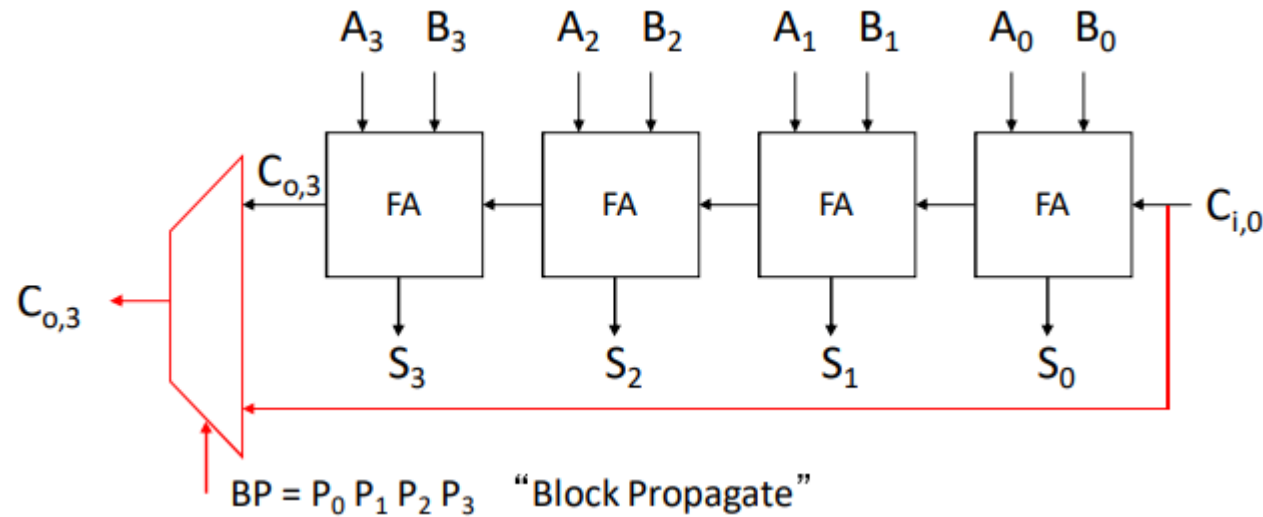 A₃ B₃ A₂ B₂ A₁ B₁ A₀ B₀
Cₒ,₃ FA FA FA FA Cᵢ,₀
Cₒ,₃
S₃ S₂ S₁ S₀
BP = P₀ P₁ P₂ P₃ “Block Propagate”